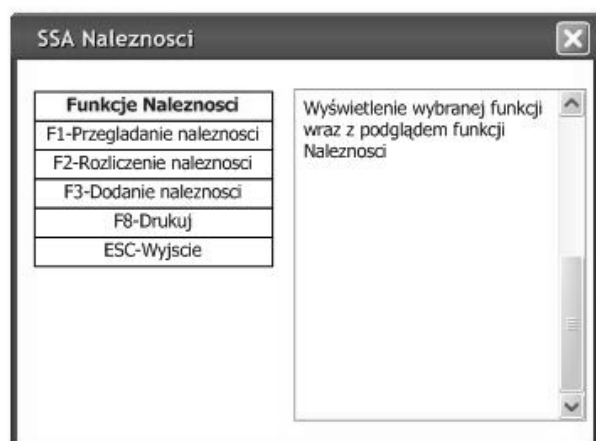 SSA Naleznosci
Funkcje Naleznosci
F1-Przegladanie naleznosci
F2-Rozliczenie naleznosci
F3-Dodanie naleznosci
F8-Drukuj
ESC-Wyjscie
Wyświetlenie wybranej funkcji
wraz z podglądem funkcji
Naleznosci